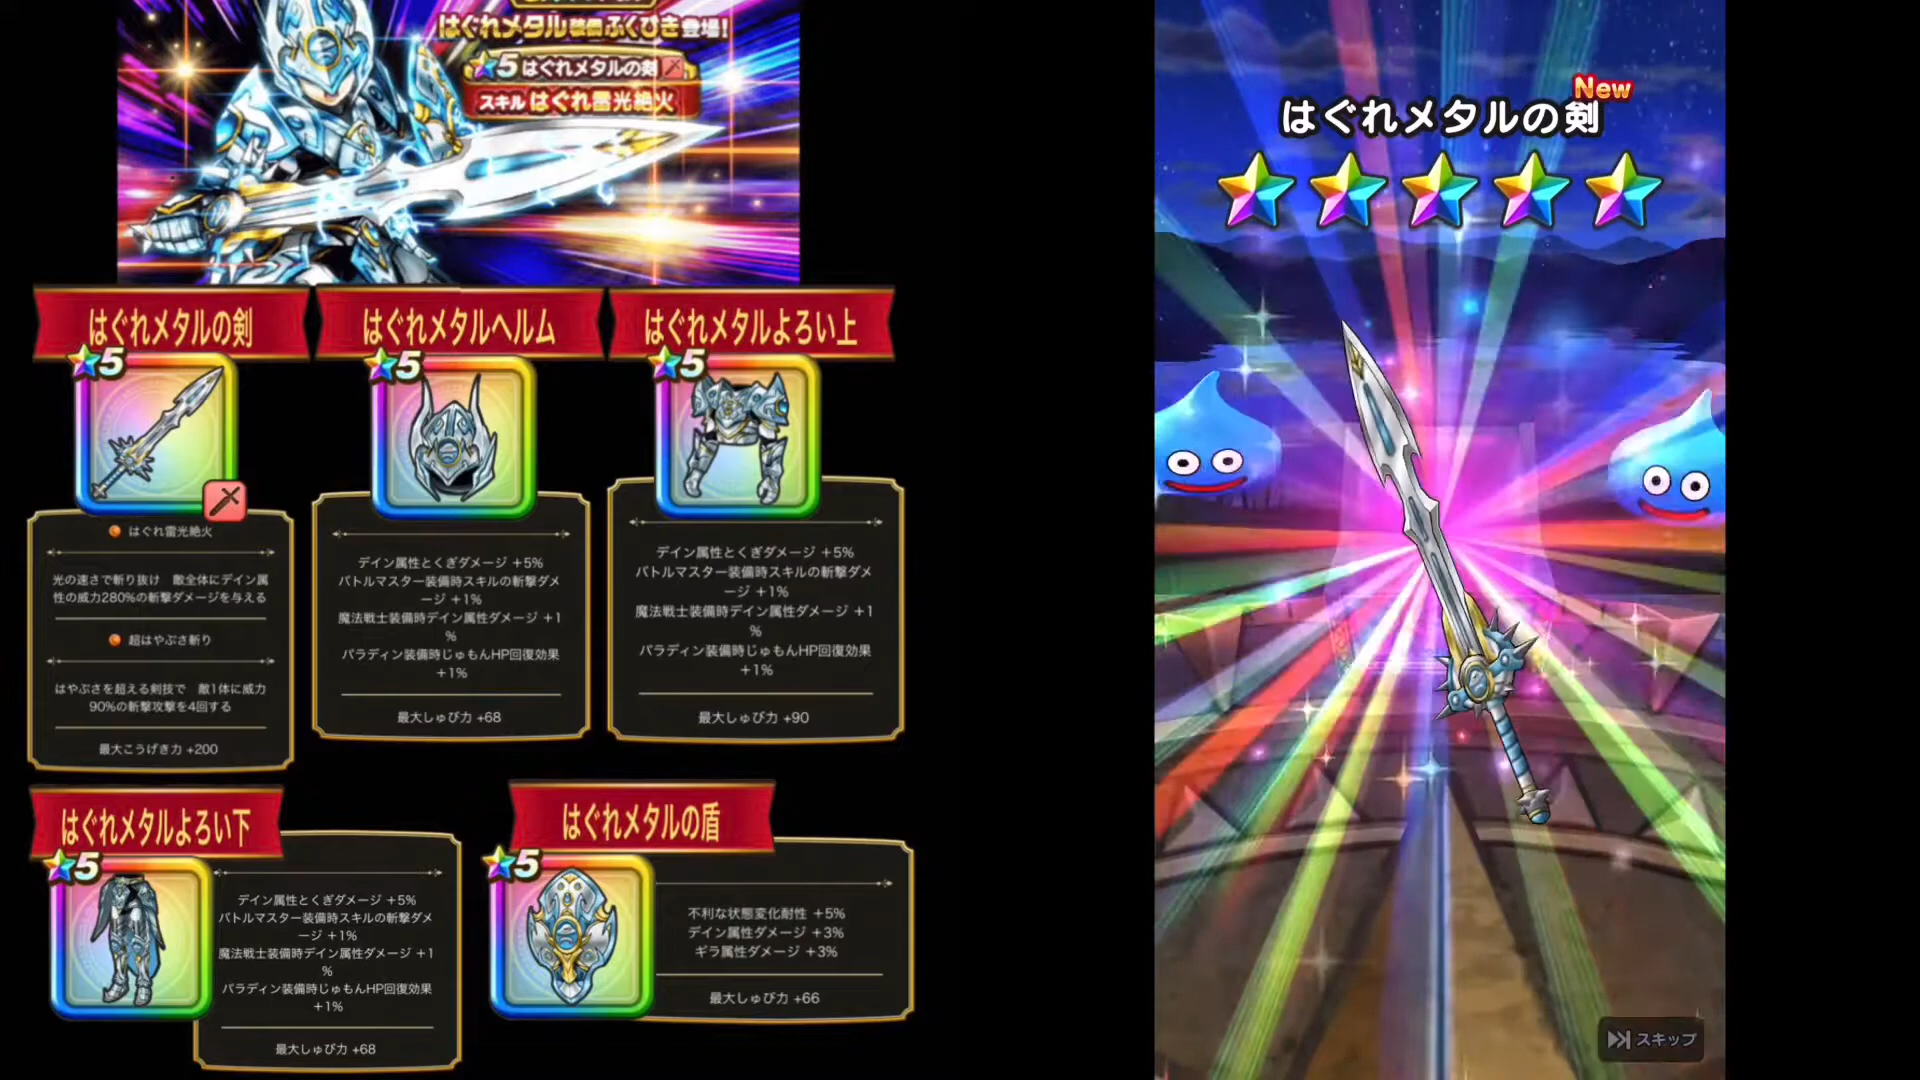 はぐれメタル装備ふくびき登場!
5 はぐれメタルの剣
スキル はぐれ雷光絶火
はぐれメタルの剣
5
はぐれ雷光絶火
光の速さで斬り抜け 敵全体にデイン属
性の威力280%の斬撃ダメージを与える
超はやぶさ斬り
はやぶさを超える剣技で 敵1体に威力
90%の斬撃攻撃を4回する
最大こうげき力 +200
はぐれメタルヘルム
5
デイン属性とくぎダメージ +5%
バトルマスター装備時スキルの斬撃ダメ
ージ +1%
魔法戦士装備時デイン属性ダメージ +1
%
パラディン装備時じゅもんHP回復効果
+1%
最大しゅび力 +68
はぐれメタルよろい上
5
デイン属性とくぎダメージ +5%
バトルマスター装備時スキルの斬撃ダメ
ージ +1%
魔法戦士装備時デイン属性ダメージ +1
%
パラディン装備時じゅもんHP回復効果
+1%
最大しゅび力 +90
はぐれメタルよろい下
5
デイン属性とくぎダメージ +5%
バトルマスター装備時スキルの斬撃ダメ
ージ +1%
魔法戦士装備時デイン属性ダメージ +1
%
パラディン装備時じゅもんHP回復効果
+1%
最大しゅび力 +68
はぐれメタルの盾
5
不利な状態変化耐性 +5%
デイン属性ダメージ +3%
ギラ属性ダメージ +3%
最大しゅび力 +66
New
はぐれメタルの剣
スキップ